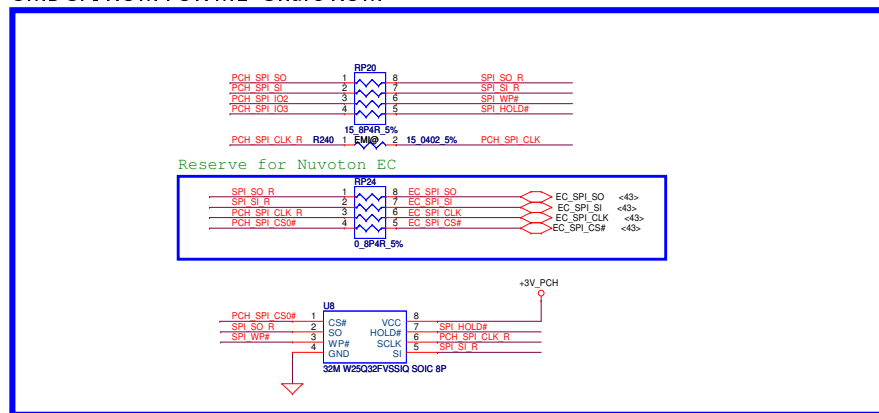 RP20
PCH_SPI_SO 1 8 SPI_SO_R
PCH_SPI_SI 2 7 SPI_SI_R
PCH_SPI_IO2 3 6 SPI_WP#
PCH_SPI_IO3 4 5 SPI_HOLD#
15_8P4R_5%
PCH_SPI_CLK_R R240 1 EMI@ 2 15_0402_5% PCH_SPI_CLK
Reserve for Nuvoton EC
RP24
SPI_SO_R 1 8 EC_SPI_SO EC_SPI_SO <43>
SPI_SI_R 2 7 EC_SPI_SI EC_SPI_SI <43>
PCH_SPI_CLK_R 3 6 EC_SPI_CLK EC_SPI_CLK <43>
PCH_SPI_CS0# 4 5 EC_SPI_CS# EC_SPI_CS# <43>
0_8P4R_5%
+3V_PCH
U8
PCH_SPI_CS0# 1 CS# VCC 8
SPI_SO_R 2 SO HOLD# 7 SPI_HOLD#
SPI_WP# 3 WP# SCLK 6 PCH_SPI_CLK_R
4 GND SI 5 SPI_SI_R
32M W25Q32FVSSIQ SOIC 8P